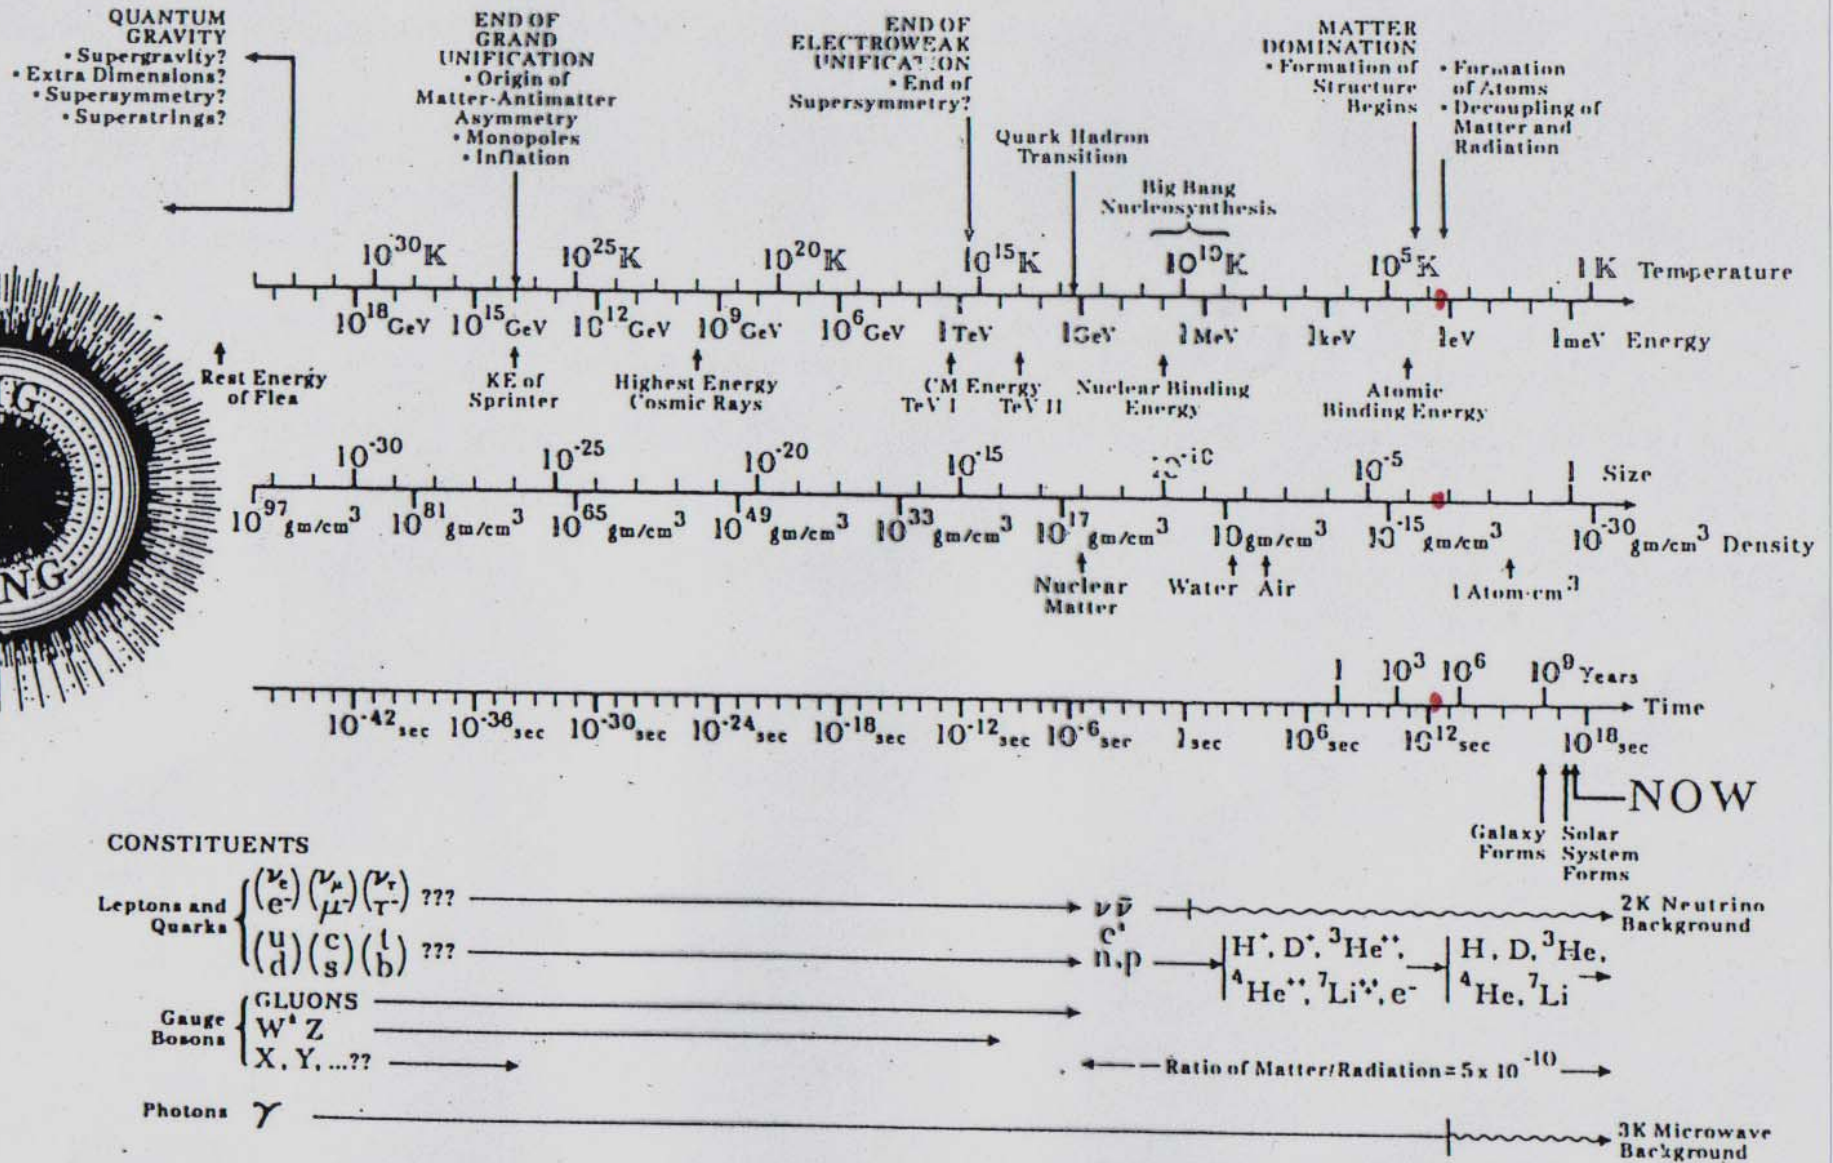 QUANTUM
GRAVITY
• Supergravity?
• Extra Dimensions?
• Supersymmetry?
• Superstrings?
END OF
GRAND
UNIFICATION
• Origin of
Matter-Antimatter
Asymmetry
• Monopoles
• Inflation
END OF
ELECTROWEAK
UNIFICATION
• End of
Supersymmetry?
Quark Hadron
Transition
Big Bang
Nucleosynthesis
MATTER
DOMINATION
• Formation of
Structure
Begins
• Formation
of Atoms
• Decoupling of
Matter and
Radiation
10³⁰K 10²⁵K 10²⁰K 10¹⁵K 10¹⁰K 10⁵K 1K Temperature
10¹⁸GeV 10¹⁵GeV 10¹²GeV 10⁹GeV 10⁶GeV 1TeV 1GeV 1MeV 1keV 1eV 1meV Energy
Rest Energy
of Flea
KE of
Sprinter
Highest Energy
Cosmic Rays
CM Energy
TeV I TeV II
Nuclear Binding
Energy
Atomic
Binding Energy
NG
10⁻³⁰ 10⁻²⁵ 10⁻²⁰ 10⁻¹⁵ 10⁻¹⁰ 10⁻⁵ 1 Size
10⁹⁷gm/cm³ 10⁸¹gm/cm³ 10⁶⁵gm/cm³ 10⁴⁹gm/cm³ 10³³gm/cm³ 10¹⁷gm/cm³ 10gm/cm³ 10⁻¹⁵gm/cm³ 10⁻³⁰gm/cm³ Density
Nuclear
Matter
Water
Air
1 Atom·cm³
NG
1 10³ 10⁶ 10⁹ Years
Time
10⁻⁴²sec 10⁻³⁶sec 10⁻³⁰sec 10⁻²⁴sec 10⁻¹⁸sec 10⁻¹²sec 10⁻⁶sec 1sec 10⁶sec 10¹²sec 10¹⁸sec
NOW
Galaxy
Forms
Solar
System
Forms
CONSTITUENTS
Leptons and
Quarks
(νe) (νμ) (ντ)
(e⁻) (μ⁻) (τ⁻) ???
(u) (c) (t)
(d) (s) (b) ???
ν ν̄
e
n,p
2K Neutrino
Background
H⁺, D⁺, ³He⁺⁺,
⁴He⁺⁺, ⁷Li⁺⁺⁺, e⁻
H, D, ³He,
⁴He, ⁷Li
Gauge
Bosons
GLUONS
W± Z
X, Y, ...??
Ratio of Matter/Radiation = 5 x 10⁻¹⁰
Photons γ
3K Microwave
Background